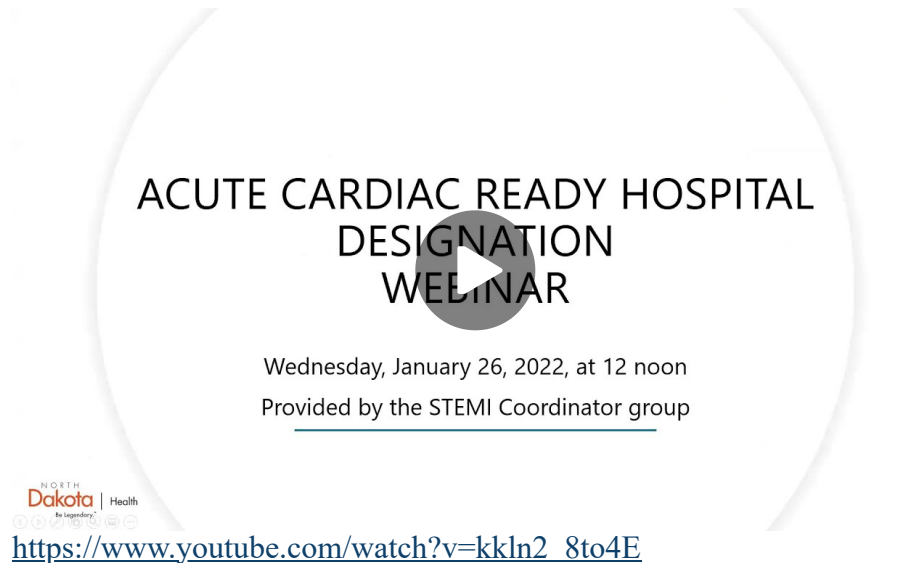 ACUTE CARDIAC READY HOSPITAL
DESIGNATION
WEBINAR
Wednesday, January 26, 2022, at 12 noon
Provided by the STEMI Coordinator group
NORTH
Dakota | Health
Be Legendary.™
https://www.youtube.com/watch?v=kkln2_8to4E